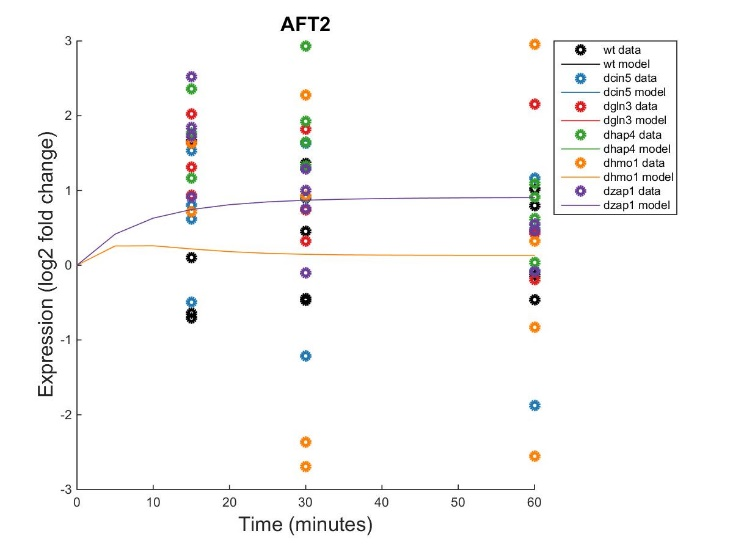 AFT2
Expression (log2 fold change)
3
2
1
0
-1
-2
-3
0 10 20 30 40 50 60
Time (minutes)
wt data
wt model
dcin5 data
dcin5 model
dgln3 data
dgln3 model
dhap4 data
dhap4 model
dhmo1 data
dhmo1 model
dzap1 data
dzap1 model